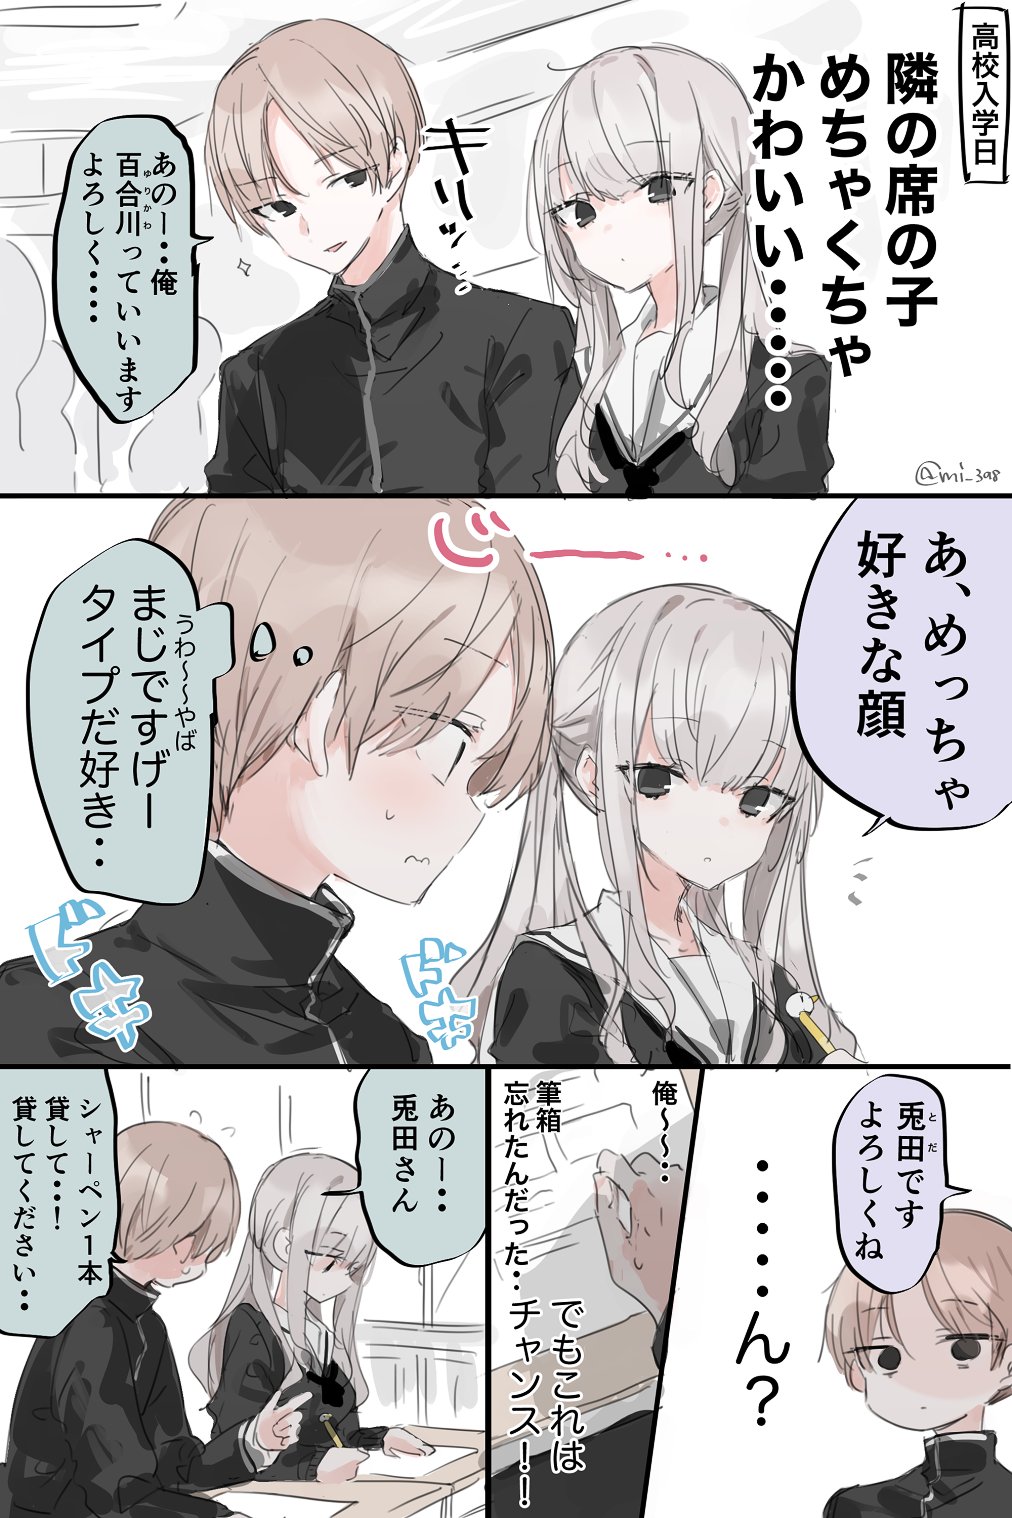 高校入学日
隣の席の子
めちゃくちゃ
かわいい……
キリッ
あのー‥俺
百合川っていいます
ゆりかわ
よろしく‥‥
@mi_398
あ、めっちゃ
好きな顔
じー…
うわ〜〜やば
まじですげー
タイプだ好き‥
ドキ
ドキ
兎田です
とだ
よろしくね
……ん？
俺〜〜‥
筆箱
忘れたんだった‥
でもこれは
チャンス！！
あのー‥
兎田さん
シャーペン1本
貸して‥！
貸してください‥